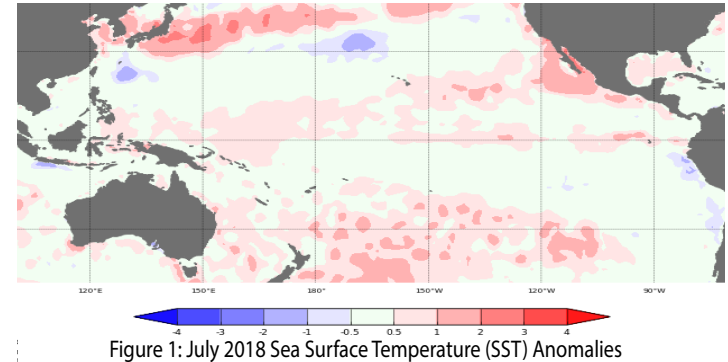 120°E 150°E 180° 150°W 120°W 90°W
-4 -3 -2 -1 -0.5 0.5 1 2 3 4
Figure 1: July 2018 Sea Surface Temperature (SST) Anomalies